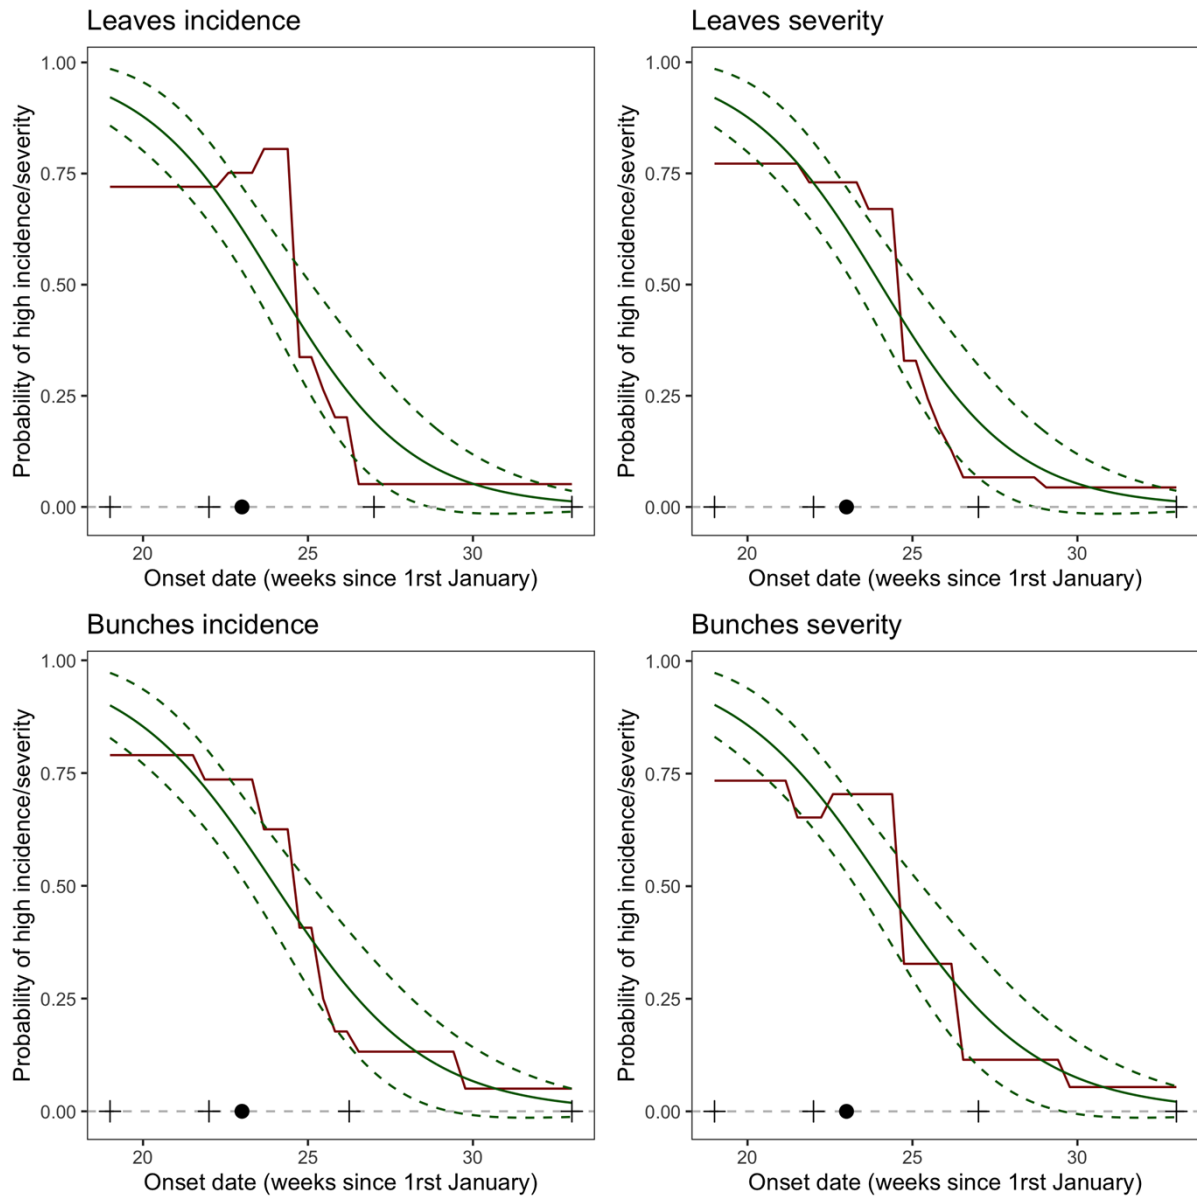 Leaves incidence
Probability of high incidence/severity
1.00
0.75
0.50
0.25
0.00
20 25 30
Onset date (weeks since 1rst January)
Leaves severity
Probability of high incidence/severity
1.00
0.75
0.50
0.25
0.00
20 25 30
Onset date (weeks since 1rst January)
Bunches incidence
Probability of high incidence/severity
1.00
0.75
0.50
0.25
0.00
20 25 30
Onset date (weeks since 1rst January)
Bunches severity
Probability of high incidence/severity
1.00
0.75
0.50
0.25
0.00
20 25 30
Onset date (weeks since 1rst January)